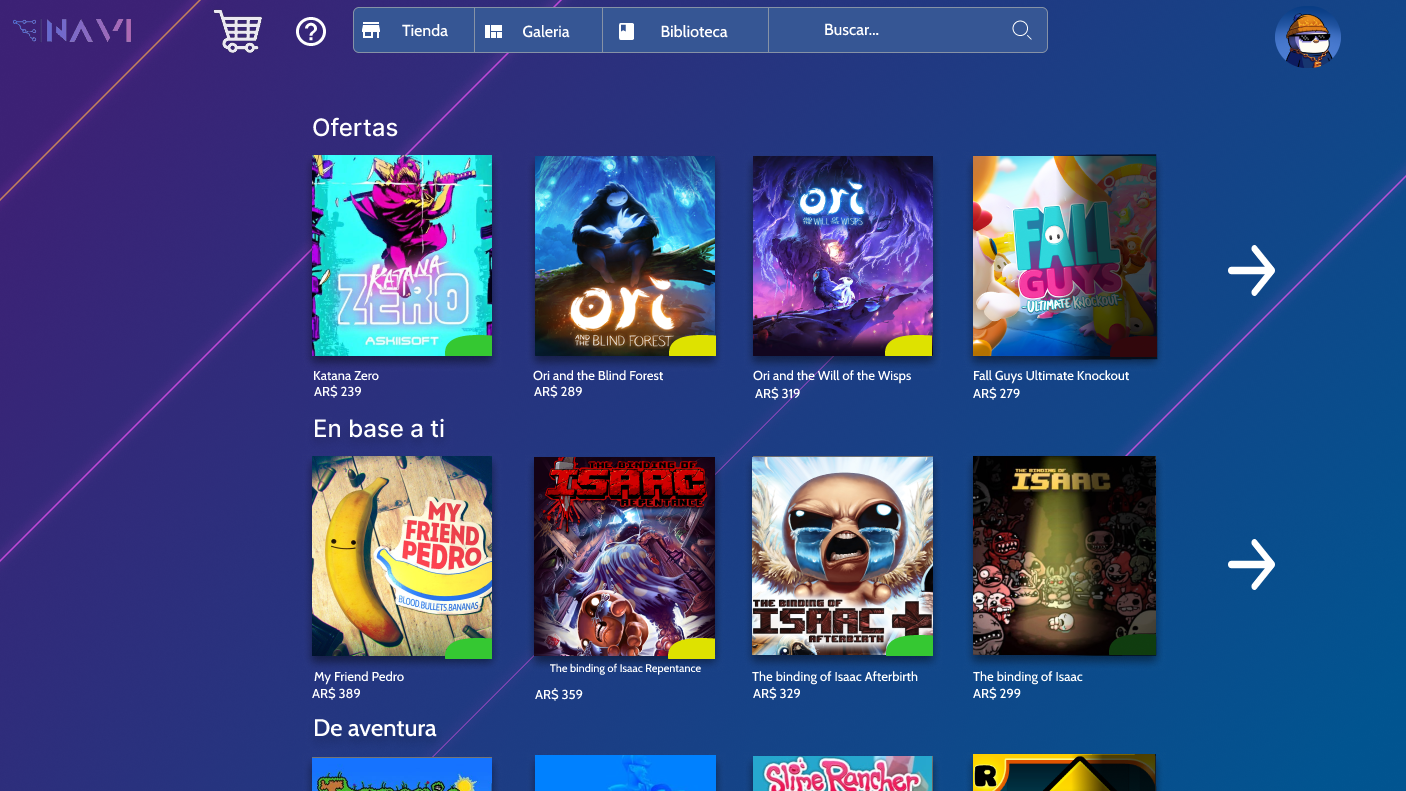 NAVI
Tienda
Galeria
Biblioteca
Buscar...
Ofertas
KATANA
ZERO
ASKIISOFT
ori
AND THE BLIND FOREST
ori
AND THE WILL OF THE WISPS
FALL
GUYS
-ULTIMATE KNOCKOUT-
Katana Zero
AR$ 239
Ori and the Blind Forest
AR$ 289
Ori and the Will of the Wisps
AR$ 319
Fall Guys Ultimate Knockout
AR$ 279
En base a ti
MY
FRIEND
PEDRO
BLOOD BULLETS BANANAS
THE BINDING OF
ISAAC
REPENTANCE
THE BINDING OF
ISAAC +
AFTERBIRTH
THE BINDING OF
ISAAC
My Friend Pedro
AR$ 389
The binding of Isaac Repentance
AR$ 359
The binding of Isaac Afterbirth
AR$ 329
The binding of Isaac
AR$ 299
De aventura
Slime Rancher
R